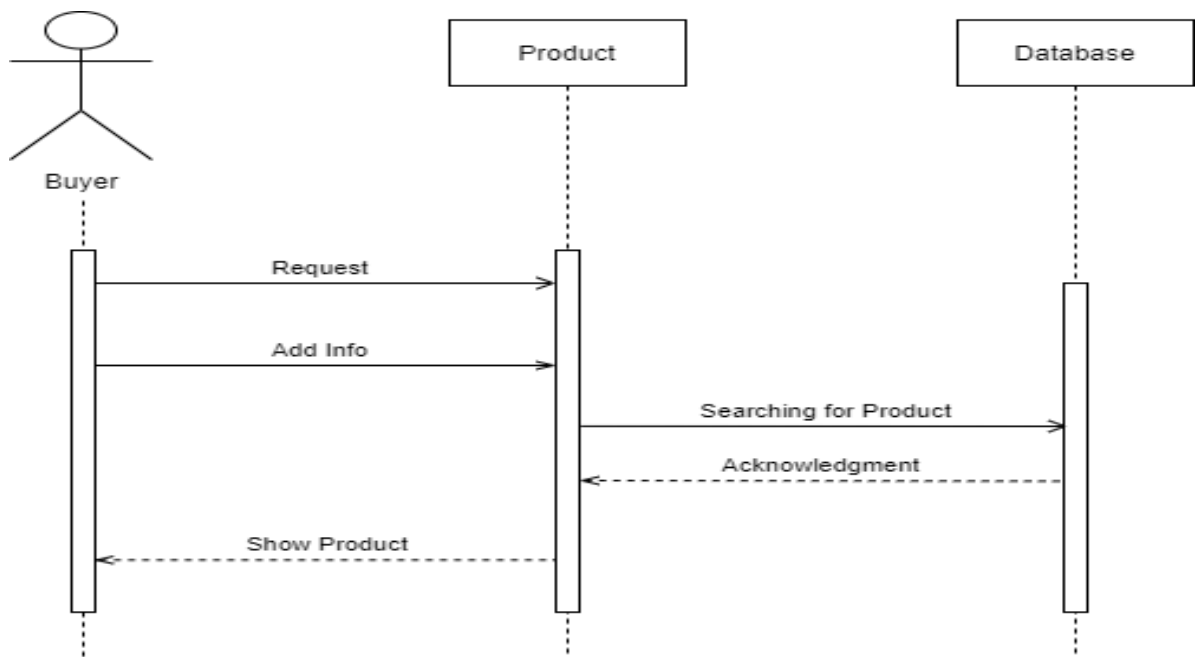 Product
Database
Buyer
Request
Add Info
Searching for Product
Acknowledgment
Show Product